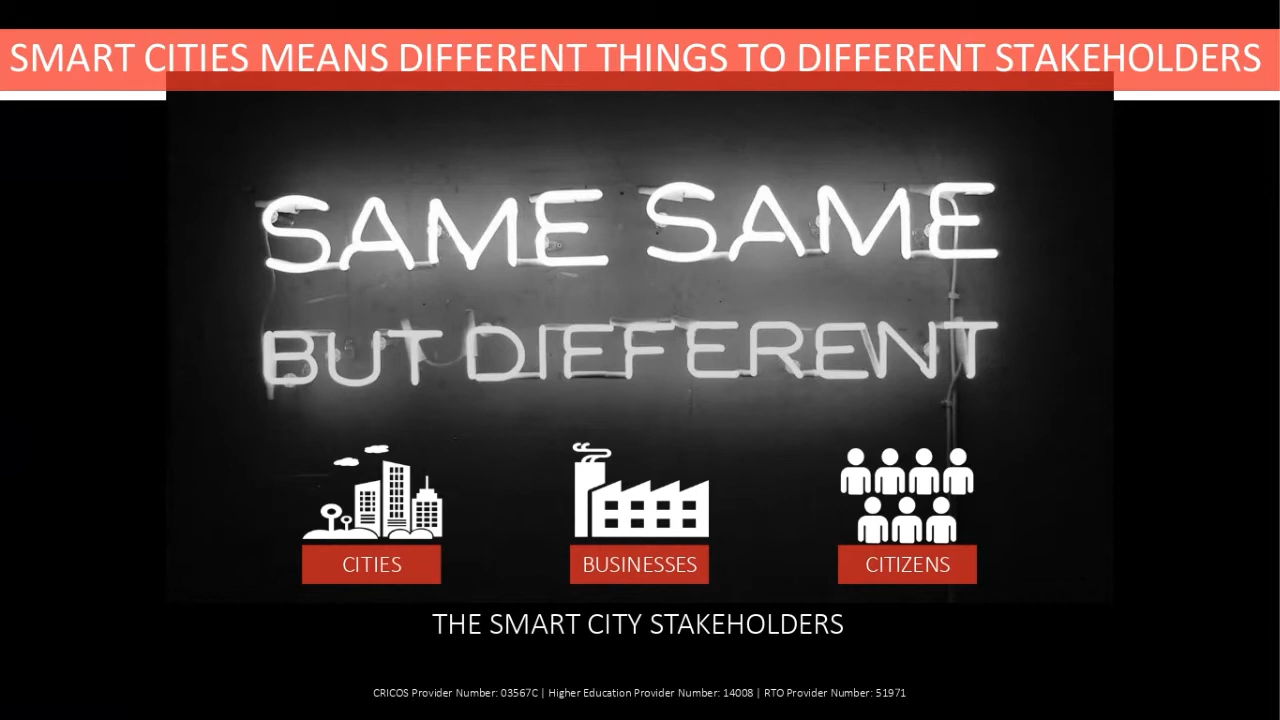 SMART CITIES MEANS DIFFERENT THINGS TO DIFFERENT STAKEHOLDERS
SAME SAME
BUT DIFFERENT
CITIES
BUSINESSES
CITIZENS
THE SMART CITY STAKEHOLDERS
CRICOS Provider Number: 03567C | Higher Education Provider Number: 14008 | RTO Provider Number: 51971